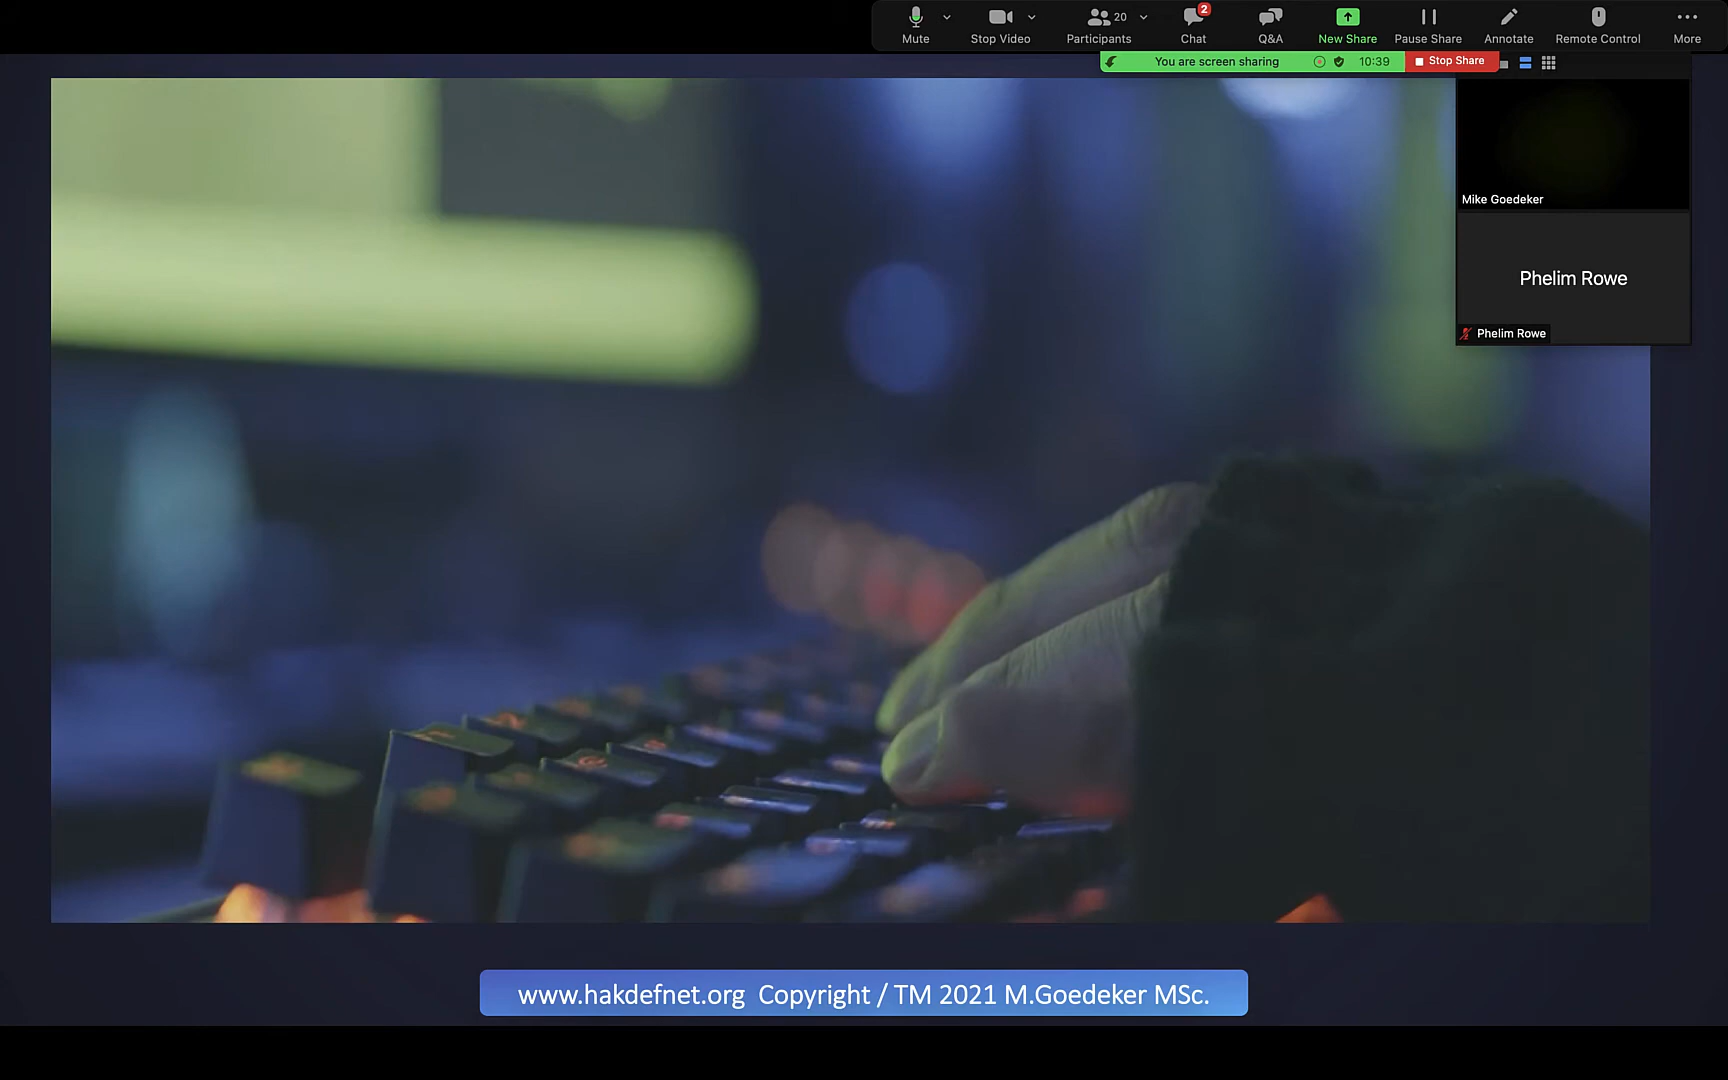 Mute
Stop Video
Participants
20
Chat
2
Q&A
New Share
Pause Share
Annotate
Remote Control
More
You are screen sharing
10:39
Stop Share
Mike Goedeker
Phelim Rowe
Phelim Rowe
www.hakdefnet.org Copyright / TM 2021 M.Goedeker MSc.